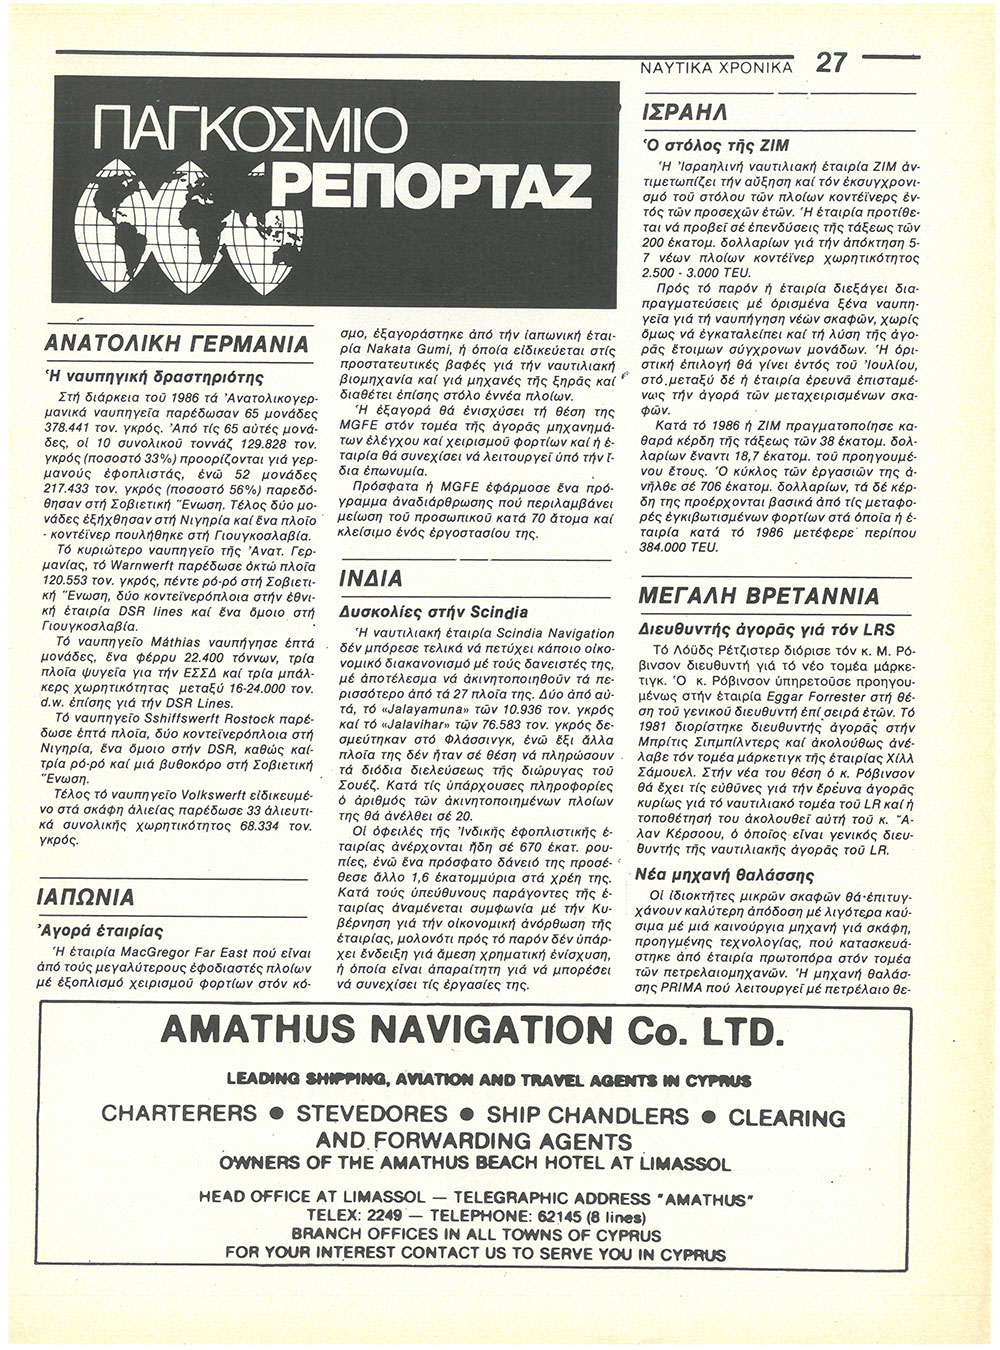 ΝΑΥΤΙΚΑ ΧΡΟΝΙΚΑ 27
ΠΑΓΚΟΣΜΙΟ
ΡΕΠΟΡΤΑΖ
ΑΝΑΤΟΛΙΚΗ ΓΕΡΜΑΝΙΑ
Ἡ ναυπηγική δραστηριότης
Στή διάρκεια τοῦ 1986 τά Ἀνατολικογερ-
μανικά ναυπηγεῖα παρέδωσαν 65 μονάδες
378.441 τον. γκρός. Ἀπό τίς 65 αὐτές μονά-
δες, οἱ 10 συνολικοῦ τοννάζ 129.828 τον.
γκρός (ποσοστό 33%) προορίζονται γιά γερ-
μανούς ἐφοπλιστάς, ἐνῶ 52 μονάδες
217.433 τον. γκρός (ποσοστό 56%) παρεδό-
θησαν στή Σοβιετική Ἕνωση. Τέλος δύο μο-
νάδες ἐξήχθησαν στή Νιγηρία καί ἕνα πλοῖο
- κοντέϊνερ πουλήθηκε στή Γιουγκοσλαβία.
Τό κυριώτερο ναυπηγεῖο τῆς Ἀνατ. Γερ-
μανίας, τό Warnwerft παρέδωσε ὀκτώ πλοῖα
120.553 τον. γκρός, πέντε ρό-ρό στή Σοβιετι-
κή Ἕνωση, δύο κοντεϊνερόπλοια στήν ἐθνι-
κή ἑταιρία DSR lines καί ἕνα ὅμοιο στή
Γιουγκοσλαβία.
Τό ναυπηγεῖο Máthias ναυπήγησε ἑπτά
μονάδες, ἕνα φέρρυ 22.400 τόννων, τρία
πλοῖα ψυγεῖα γιά τήν ΕΣΣΔ καί τρία μπάλ-
κερς χωρητικότητας μεταξύ 16-24.000 τον.
d.w. ἐπίσης γιά τήν DSR Lines.
Τό ναυπηγεῖο Sshiffswerft Rostock παρέ-
δωσε ἑπτά πλοῖα, δύο κοντεϊνερόπλοια στή
Νιγηρία, ἕνα ὅμοιο στήν DSR, καθώς καί-
τρία ρό-ρό καί μιά βυθοκόρο στή Σοβιετική
Ἕνωση.
Τέλος τό ναυπηγεῖο Volkswerft εἰδικευμέ-
νο στά σκάφη ἁλιείας παρέδωσε 33 ἁλιευτι-
κά συνολικῆς χωρητικότητας 68.334 τον.
γκρός.
ΙΑΠΩΝΙΑ
Ἀγορά ἑταιρίας
Ἡ ἑταιρία MacGregor Far East πού εἶναι
ἀπό τούς μεγαλύτερους ἐφοδιαστές πλοίων
μέ ἐξοπλισμό χειρισμοῦ φορτίων στόν κό-
σμο, ἐξαγοράστηκε ἀπό τήν ἰαπωνική ἑται-
ρία Nakata Gumi, ἡ ὁποία εἰδικεύεται στίς
προστατευτικές βαφές γιά τήν ναυτιλιακή
βιομηχανία καί γιά μηχανές τῆς ξηρᾶς καί
διαθέτει ἐπίσης στόλο ἐννέα πλοίων.
Ἡ ἐξαγορά θά ἐνισχύσει τή θέση της
MGFE στόν τομέα τῆς ἀγορᾶς μηχανημά-
των ἐλέγχου καί χειρισμοῦ φορτίων καί ἡ ἑ-
ταιρία θά συνεχίσει νά λειτουργεῖ ὑπό τήν ἴ-
δια ἐπωνυμία.
Πρόσφατα ἡ MGFE ἐφάρμοσε ἕνα πρό-
γραμμα ἀναδιάρθρωσης πού περιλαμβάνει
μείωση τοῦ προσωπικοῦ κατά 70 ἄτομα καί
κλείσιμο ἑνός ἐργοστασίου της.
ΙΝΔΙΑ
Δυσκολίες στήν Scindia
Ἡ ναυτιλιακή ἑταιρία Scindia Navigation
δέν μπόρεσε τελικά νά πετύχει κάποιο οἰκο-
νομικό διακανονισμό μέ τούς δανειστές της,
μέ ἀποτέλεσμα νά ἀκινητοποιηθοῦν τά πε-
ρισσότερο ἀπό τά 27 πλοῖα της. Δύο ἀπό αὐ-
τά, τό «Jalayamuna» τῶν 10.936 τον. γκρός
καί τό «Jalavihar» τῶν 76.583 τον. γκρός δε-
σμεύτηκαν στό Φλάσσινγκ, ἐνῶ ἕξι ἄλλα
πλοῖα της δέν ἦταν σέ θέση νά πληρώσουν
τά διόδια διελεύσεως τῆς διώρυγας τοῦ
Σουέζ. Κατά τίς ὑπάρχουσες πληροφορίες
ὁ ἀριθμός τῶν ἀκινητοποιημένων πλοίων
της θά ἀνέλθει σέ 20.
Οἱ ὀφειλές τῆς Ἰνδικῆς ἐφοπλιστικῆς ἑ-
ταιρίας ἀνέρχονται ἤδη σέ 670 ἑκατ. ρου-
πίες, ἐνῶ ἕνα πρόσφατο δάνειό της προσέ-
θεσε ἄλλο 1,6 ἑκατομμύρια στά χρέη της.
Κατά τούς ὑπεύθυνους παράγοντες τῆς ἑ-
ταιρίας ἀναμένεται συμφωνία μέ τήν Κυ-
βέρνηση γιά τήν οἰκονομική ἀνόρθωση τῆς
ἑταιρίας, μολονότι πρός τό παρόν δέν ὑπάρ-
χει ἔνδειξη γιά ἄμεση χρηματική ἐνίσχυση,
ἡ ὁποία εἶναι ἀπαραίτητη γιά νά μπορέσει
νά συνεχίσει τίς ἐργασίες της.
ΙΣΡΑΗΛ
Ὁ στόλος τῆς ZIM
Ἡ Ἰσραηλινή ναυτιλιακή ἑταιρία ZIM ἀν-
τιμετωπίζει τήν αὔξηση καί τόν ἐκσυγχρονι-
σμό τοῦ στόλου τῶν πλοίων κοντέϊνερς ἐν-
τός τῶν προσεχῶν ἐτῶν. Ἡ ἑταιρία προτίθε-
ται νά προβεῖ σέ ἐπενδύσεις τῆς τάξεως τῶν
200 ἑκατομ. δολλαρίων γιά τήν ἀπόκτηση 5-
7 νέων πλοίων κοντέϊνερ χωρητικότητος
2.500 - 3.000 TEU.
Πρός τό παρόν ἡ ἑταιρία διεξάγει δια-
πραγματεύσεις μέ ὁρισμένα ξένα ναυπη-
γεῖα γιά τή ναυπήγηση νέων σκαφῶν, χωρίς
ὅμως νά ἐγκαταλείπει καί τή λύση τῆς ἀγο-
ρᾶς ἕτοιμων σύγχρονων μονάδων. Ἡ ὁρι-
στική ἐπιλογή θά γίνει ἐντός τοῦ Ἰουλίου,
στό μεταξύ δέ ἡ ἑταιρία ἐρευνᾶ ἐπισταμέ-
νως τήν ἀγορά τῶν μεταχειρισμένων σκα-
φῶν.
Κατά τό 1986 ἡ ZIM πραγματοποίησε κα-
θαρά κέρδη τῆς τάξεως τῶν 38 ἑκατομ. δολ-
λαρίων ἔναντι 18,7 ἑκατομ. τοῦ προηγουμέ-
νου ἔτους. Ὁ κύκλος τῶν ἐργασιῶν της ἀ-
νῆλθε σέ 706 ἑκατομ. δολλαρίων, τά δέ κέρ-
δη της προέρχονται βασικά ἀπό τίς μεταφο-
ρές ἐγκιβωτισμένων φορτίων στά ὁποῖα ἡ ἑ-
ταιρία κατά τό 1986 μετέφερε περίπου
384.000 TEU.
ΜΕΓΑΛΗ ΒΡΕΤΑΝΝΙΑ
Διευθυντής ἀγορᾶς γιά τόν LRS
Τό Λόϋδς Ρέτζιστερ διόρισε τόν κ. Μ. Ρό-
βινσον διευθυντή γιά τό νέο τομέα μάρκε-
τιγκ. Ὁ κ. Ρόβινσον ὑπηρετοῦσε προηγου-
μένως στήν ἑταιρία Eggar Forrester στή θέ-
ση τοῦ γενικοῦ διευθυντῆ ἐπί σειρά ἐτῶν. Τό
1981 διορίστηκε διευθυντής ἀγορᾶς στήν
Μπρίτις Σιπμπίλντερς καί ἀκολούθως ἀνέ-
λαβε τόν τομέα μάρκετιγκ τῆς ἑταιρίας Χίλλ
Σάμουελ. Στήν νέα του θέση ὁ κ. Ρόβινσον
θά ἔχει τίς εὐθύνες γιά τήν ἔρευνα ἀγορᾶς
κυρίως γιά τό ναυτιλιακό τομέα τοῦ LR καί ἡ
τοποθέτησή του ἀκολουθεῖ αὐτή τοῦ κ. Ἄ-
λαν Κέρσοου, ὁ ὁποῖος εἶναι γενικός διευ-
θυντής τῆς ναυτιλιακῆς ἀγορᾶς τοῦ LR.
Νέα μηχανή θαλάσσης
Οἱ ἰδιοκτῆτες μικρῶν σκαφῶν θά ἐπιτυγ-
χάνουν καλύτερη ἀπόδοση μέ λιγότερα καύ-
σιμα μέ μιά καινούργια μηχανή γιά σκάφη,
προηγμένης τεχνολογίας, πού κατασκευά-
στηκε ἀπό ἑταιρία πρωτοπόρα στόν τομέα
τῶν πετρελαιομηχανῶν. Ἡ μηχανή θαλάσ-
σης PRIMA πού λειτουργεῖ μέ πετρέλαιο θε-
AMATHUS NAVIGATION Co. LTD.
LEADING SHIPPING, AVIATION AND TRAVEL AGENTS IN CYPRUS
CHARTERERS ● STEVEDORES ● SHIP CHANDLERS ● CLEARING
AND FORWARDING AGENTS
OWNERS OF THE AMATHUS BEACH HOTEL AT LIMASSOL
HEAD OFFICE AT LIMASSOL — TELEGRAPHIC ADDRESS "AMATHUS"
TELEX: 2249 — TELEPHONE: 62145 (8 lines)
BRANCH OFFICES IN ALL TOWNS OF CYPRUS
FOR YOUR INTEREST CONTACT US TO SERVE YOU IN CYPRUS